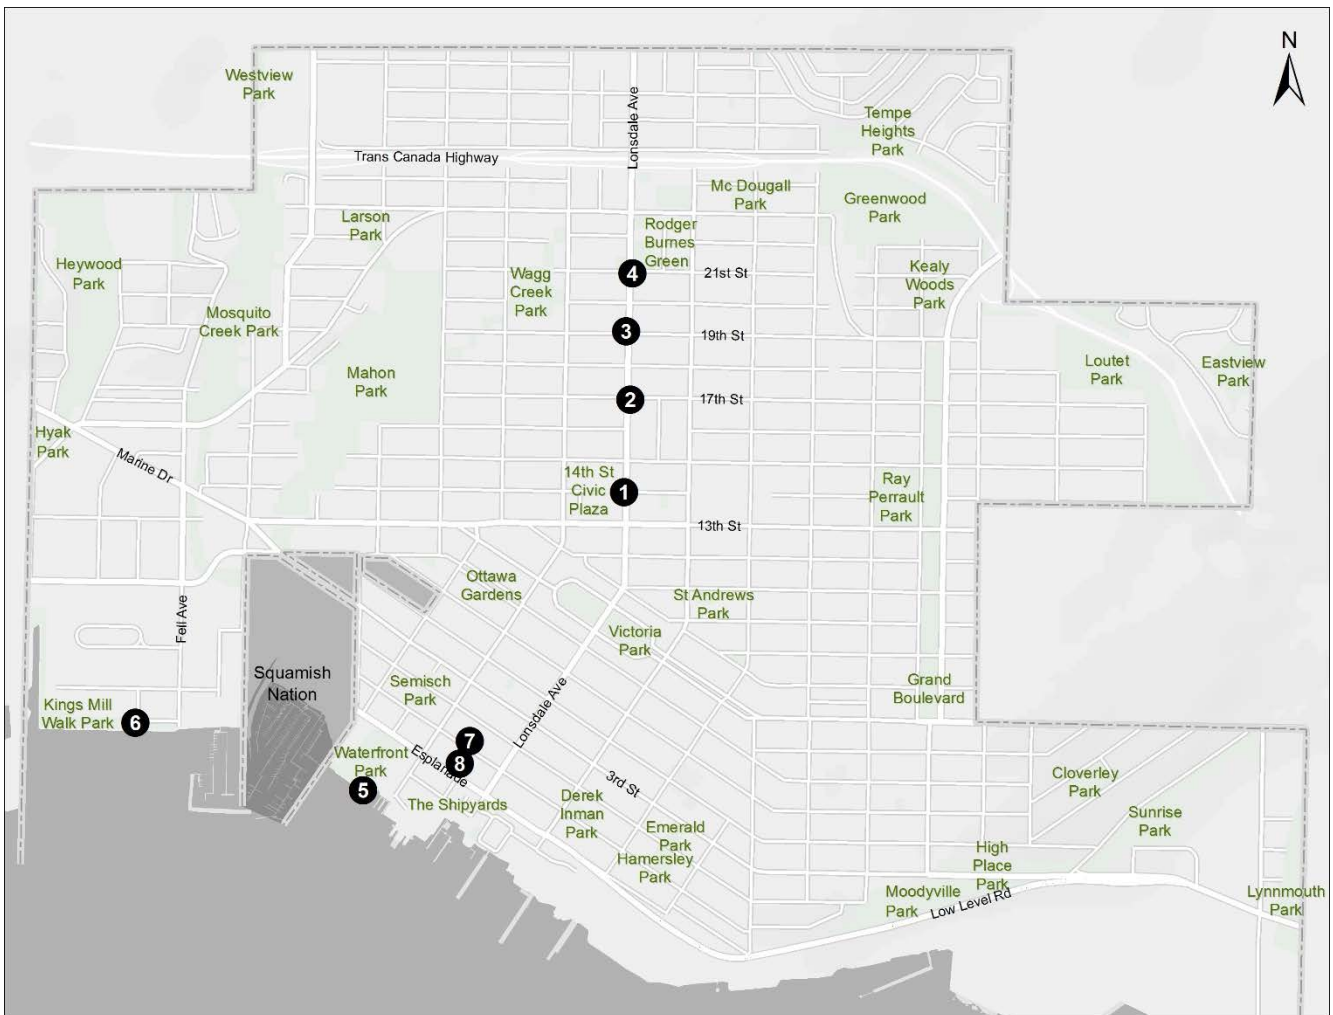 N
Westview
Park
Lonsdale Ave
Tempe
Heights
Park
Trans Canada Highway
Mc Dougall
Park
Greenwood
Park
Larson
Park
Rodger
Burnes
Green
Heywood
Park
Wagg
Creek
Park
4
21st St
Kealy
Woods
Park
Mosquito
Creek Park
3
19th St
Loutet
Park
Eastview
Park
Mahon
Park
2
17th St
Hyak
Park
Marine Dr
14th St
Civic
Plaza
1
Ray
Perrault
Park
13th St
Ottawa
Gardens
St Andrews
Park
Fell Ave
Victoria
Park
Squamish
Nation
Semisch
Park
Grand
Boulevard
Kings Mill
Walk Park
6
Lonsdale Ave
7
8
Waterfront
Park
5
Esplanade
The Shipyards
3rd St
Derek
Inman
Park
Cloverley
Park
Sunrise
Park
Emerald
Park
Hamersley
Park
High
Place
Park
Moodyville
Park
Low Level Rd
Lynnmouth
Park